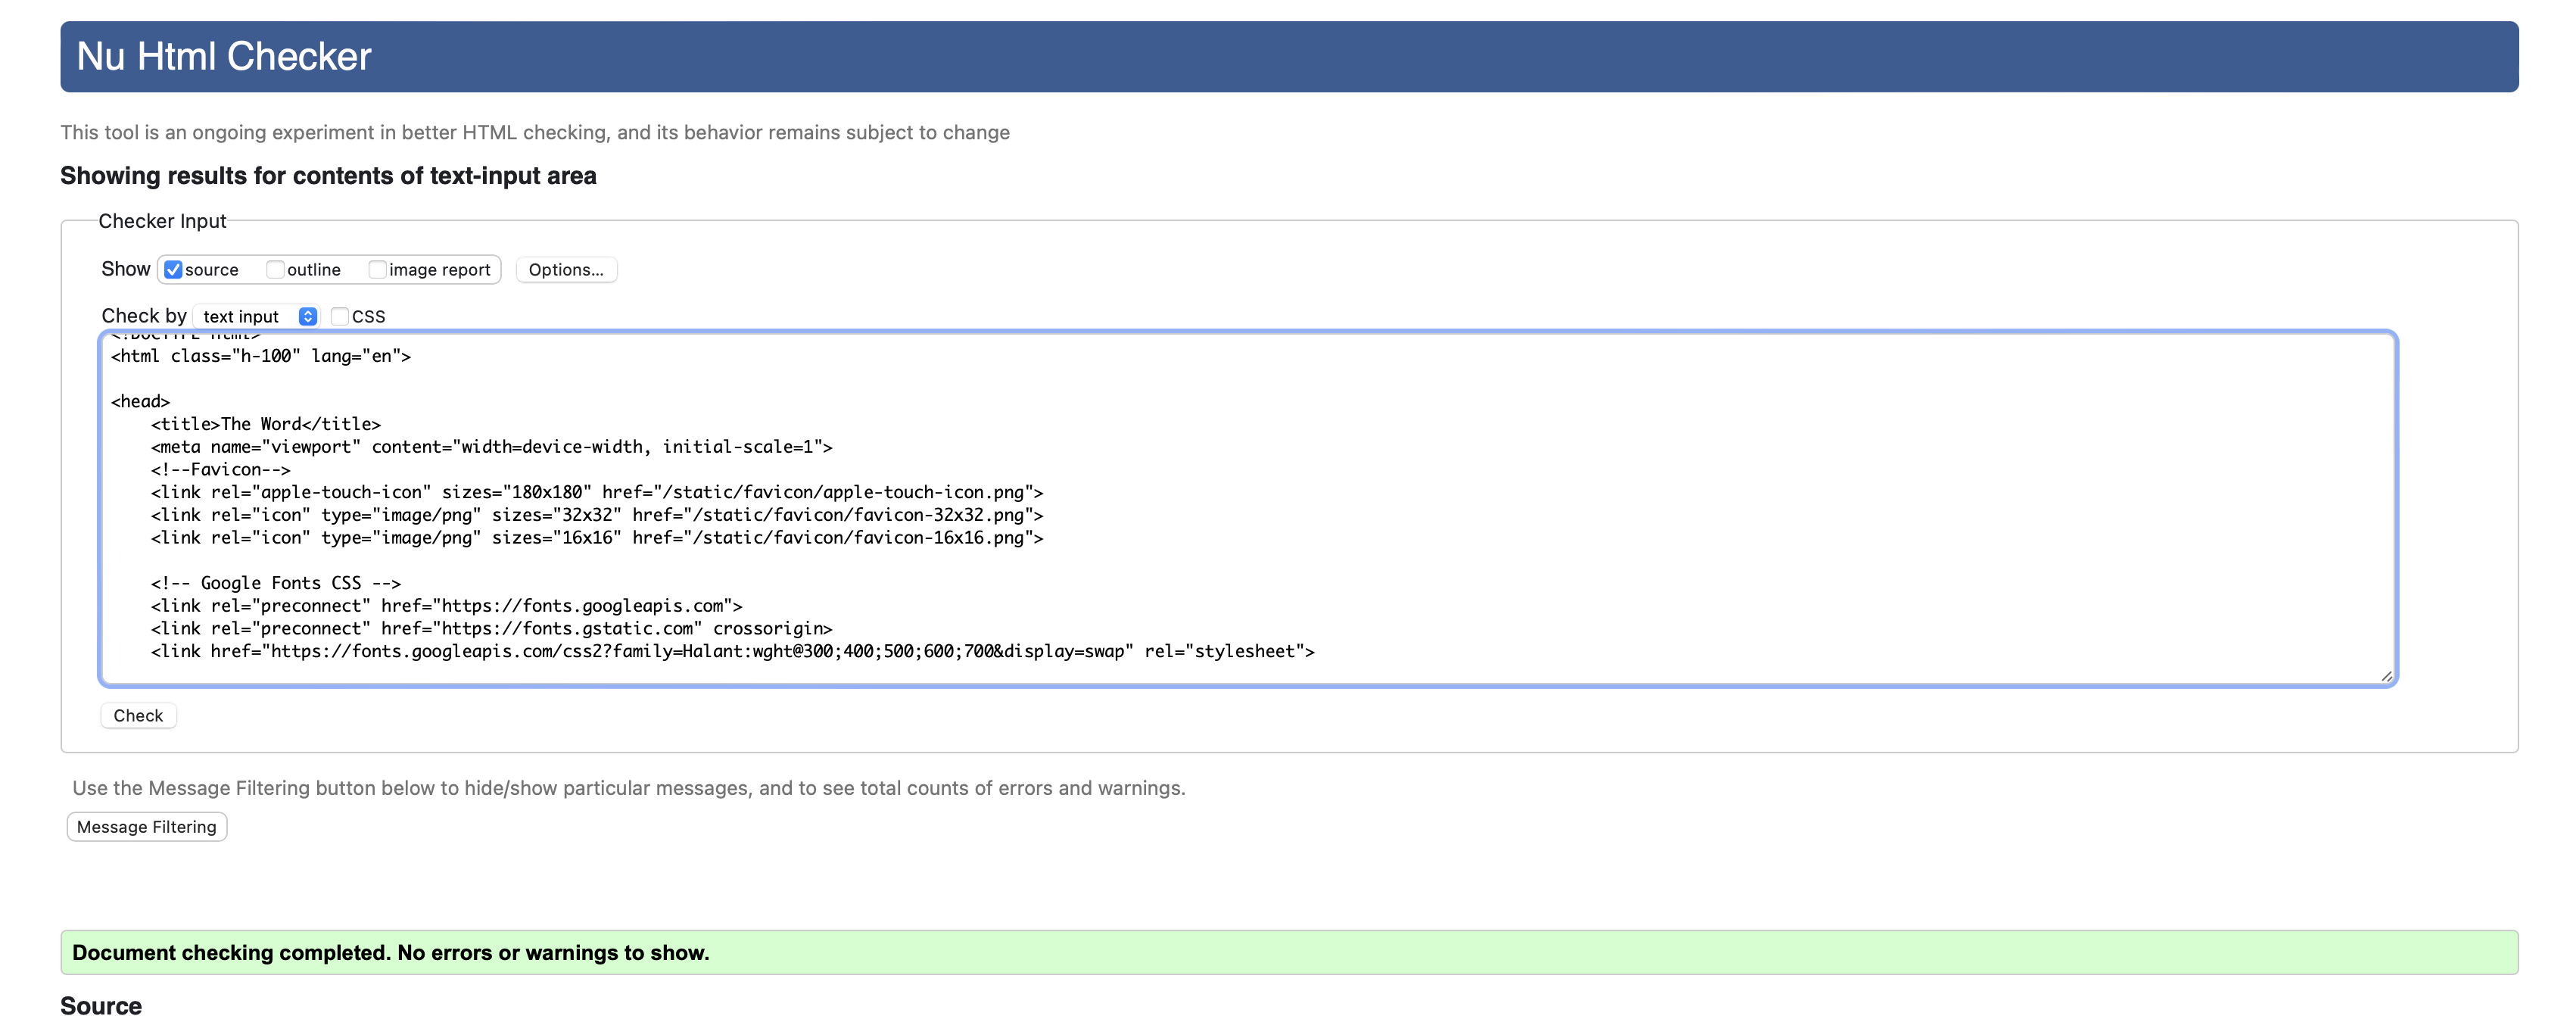 Nu Html Checker
This tool is an ongoing experiment in better HTML checking, and its behavior remains subject to change
Showing results for contents of text-input area
Checker Input
Show source outline image report Options...
Check by text input CSS
<!DOCTYPE html>
<html class="h-100" lang="en">
<head>
<title>The Word</title>
<meta name="viewport" content="width=device-width, initial-scale=1">
<!--Favicon-->
<link rel="apple-touch-icon" sizes="180x180" href="/static/favicon/apple-touch-icon.png">
<link rel="icon" type="image/png" sizes="32x32" href="/static/favicon/favicon-32x32.png">
<link rel="icon" type="image/png" sizes="16x16" href="/static/favicon/favicon-16x16.png">
<!-- Google Fonts CSS -->
<link rel="preconnect" href="https://fonts.googleapis.com">
<link rel="preconnect" href="https://fonts.gstatic.com" crossorigin>
<link href="https://fonts.googleapis.com/css2?family=Halant:wght@300;400;500;600;700&display=swap" rel="stylesheet">
Check
Use the Message Filtering button below to hide/show particular messages, and to see total counts of errors and warnings.
Message Filtering
Document checking completed. No errors or warnings to show.
Source